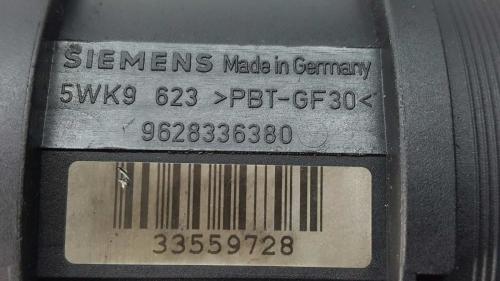 SIEMENS Made in Germany
5WK9 623 >PBT-GF30<
9628336380
33559728